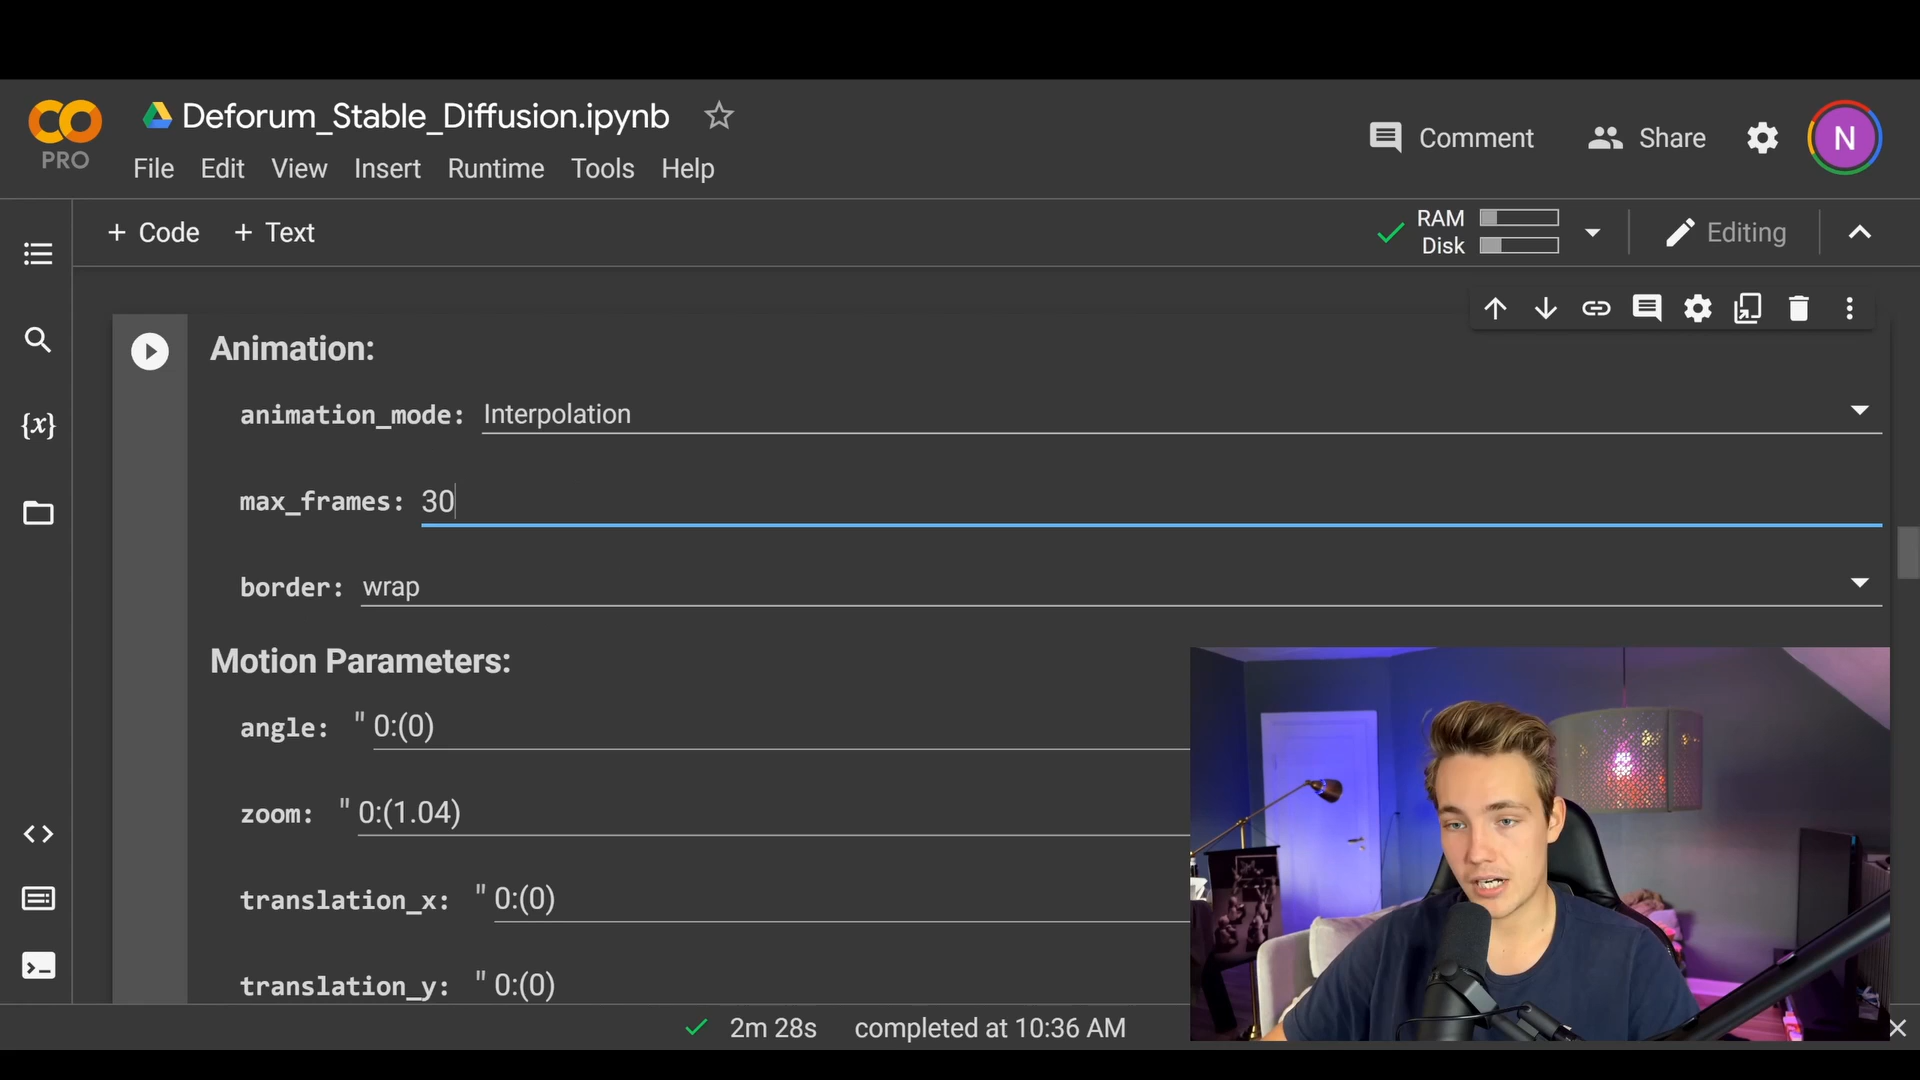 Deforum_Stable_Diffusion.ipynb
PRO
File Edit View Insert Runtime Tools Help
Comment
Share
N
+ Code + Text
RAM
Disk
Editing
Animation:
animation_mode: Interpolation
max_frames: 30
border: wrap
Motion Parameters:
angle: " 0:(0)
zoom: " 0:(1.04)
translation_x: " 0:(0)
translation_y: " 0:(0)
2m 28s completed at 10:36 AM